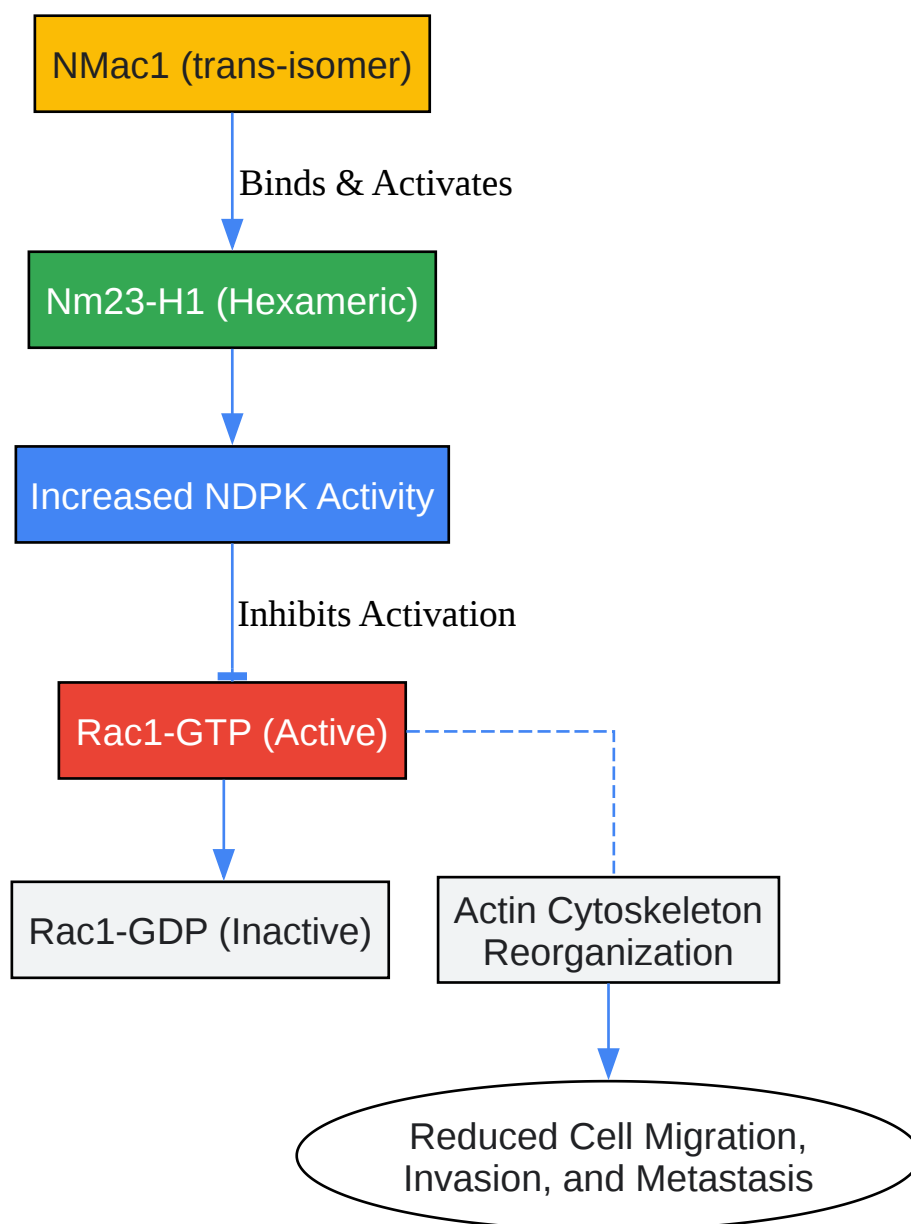 NMac1 (trans-isomer)
Binds & Activates
Nm23-H1 (Hexameric)
Increased NDPK Activity
Inhibits Activation
Rac1-GTP (Active)
Rac1-GDP (Inactive)
Actin Cytoskeleton
Reorganization
Reduced Cell Migration,
Invasion, and Metastasis